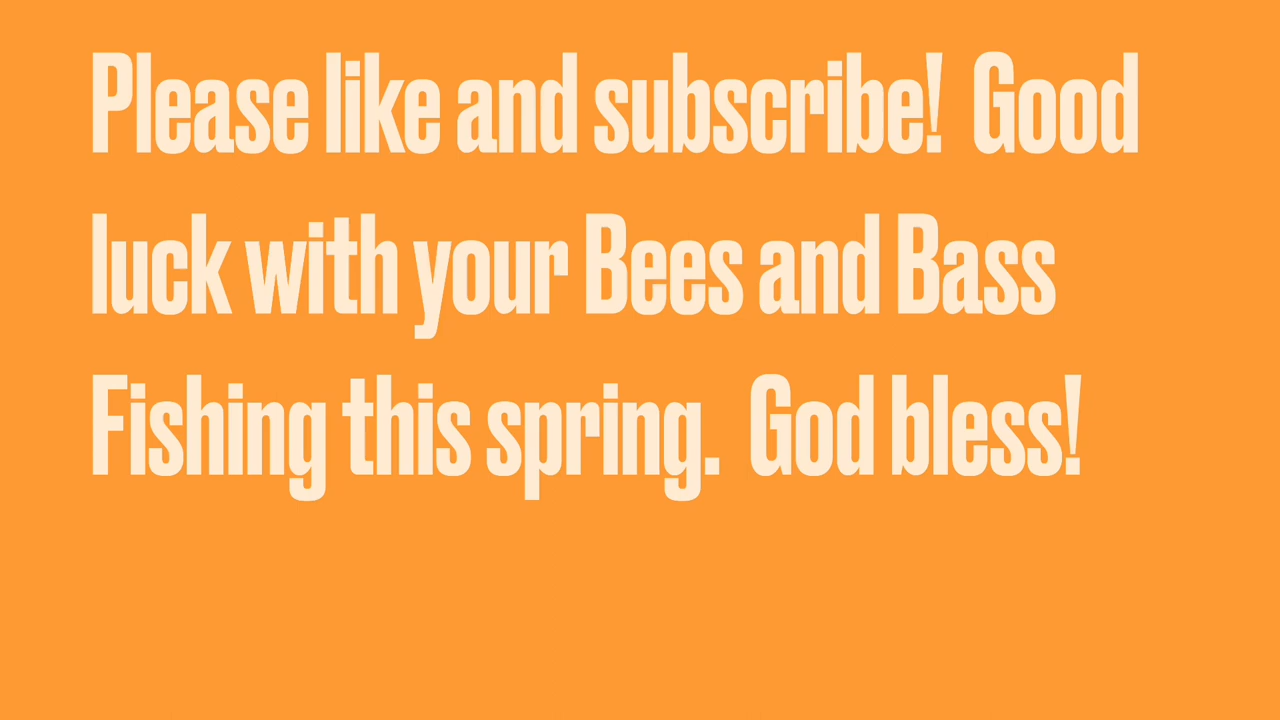 Please like and subscribe!  Good
luck with your Bees and Bass
Fishing this spring.  God bless!